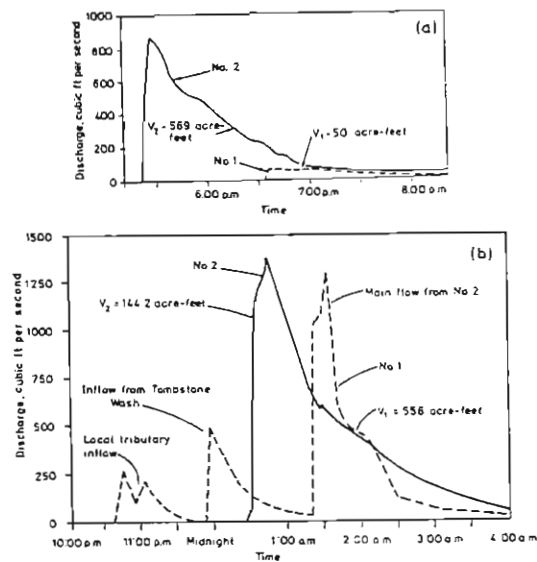 (a)
1000
800
600
400
200
0
Discharge, cubic ft per second
No. 2
V2 - 569 acre-
feet
V1 - 50 acre-feet
No 1
6.00 p.m
7.00 p.m
8.00 p.m
Time
(b)
1500
1250
1000
750
500
250
0
Discharge, cubic ft per second
No 2
V2 = 144.2 acre-feet
Main flow from No 2
No 1
Inflow from Tombstone
Wash
V1 = 556 acre-feet
Local tributary
inflow
10:00 p.m
11:00 p.m
Midnight
1:00 a.m
2:00 a.m
3:00 a.m
4:00 a.m
Time